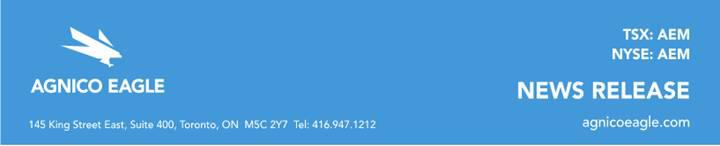 TSX: AEM
NYSE: AEM
AGNICO EAGLE
NEWS RELEASE
145 King Street East, Suite 400, Toronto, ON M5C 2Y7 Tel: 416.947.1212
agnicoeagle.com